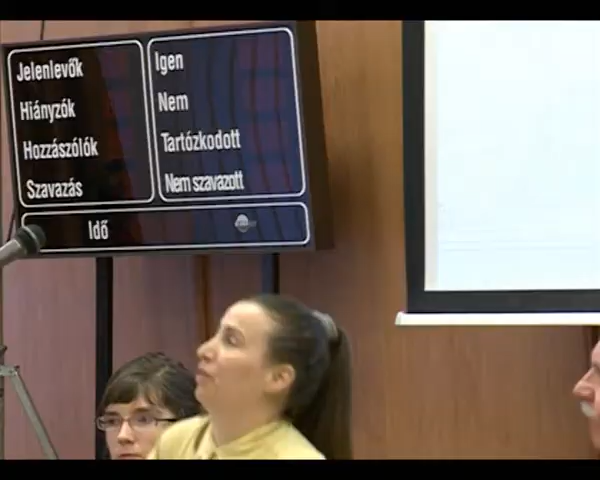 Jelenlevők
Hiányzók
Hozzászólók
Szavazás
Igen
Nem
Tartózkodott
Nem szavazott
Idő